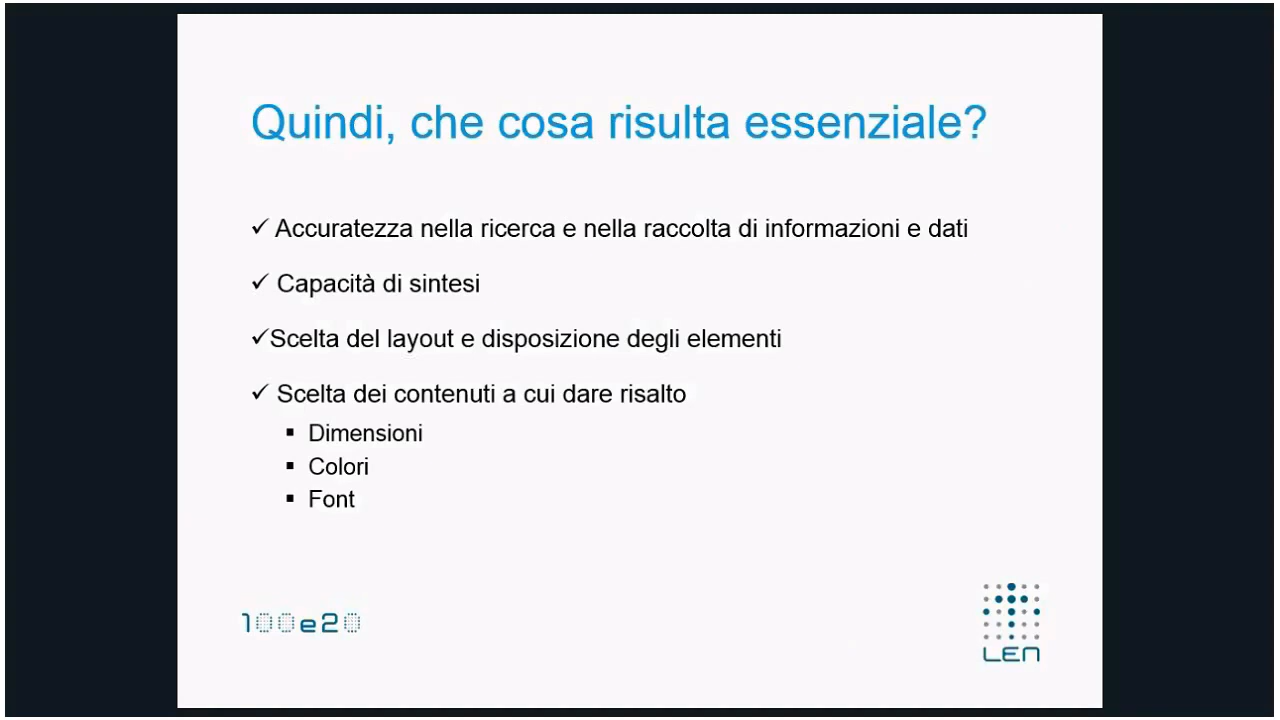 Quindi, che cosa risulta essenziale?
✓ Accuratezza nella ricerca e nella raccolta di informazioni e dati
✓ Capacità di sintesi
✓Scelta del layout e disposizione degli elementi
✓ Scelta dei contenuti a cui dare risalto
▪ Dimensioni
▪ Colori
▪ Font
100e20
LEN